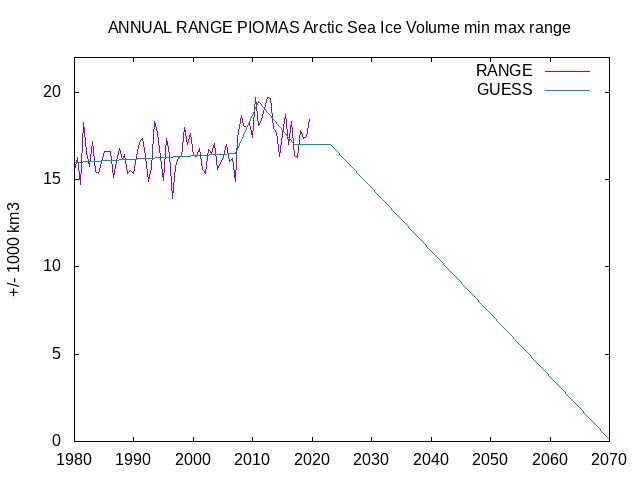 ANNUAL RANGE PIOMAS Arctic Sea Ice Volume min max range
RANGE
GUESS
20
15
10
5
0
+/- 1000 km3
1980 1990 2000 2010 2020 2030 2040 2050 2060 2070